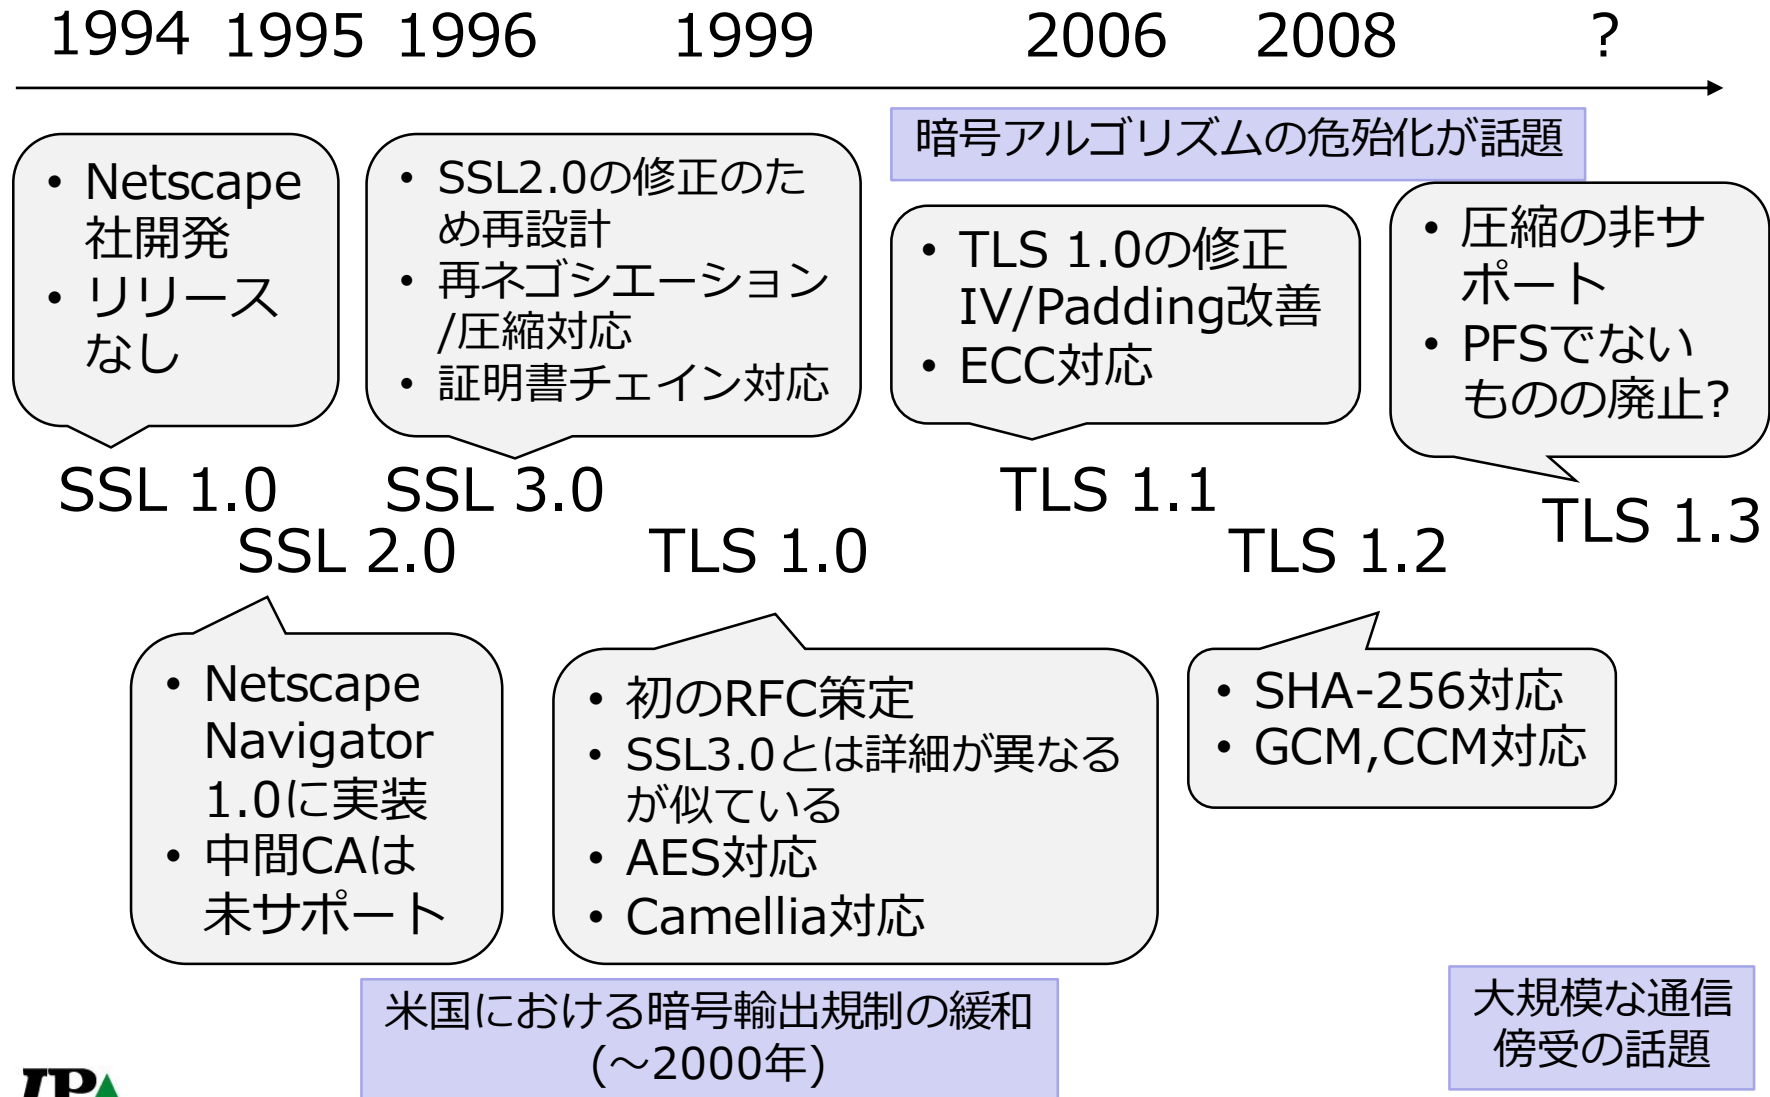 1994 1995 1996 1999 2006 2008 ?
暗号アルゴリズムの危殆化が話題
• Netscape
社開発
• リリース
なし
• SSL2.0の修正のた
め再設計
• 再ネゴシエーション
/圧縮対応
• 証明書チェイン対応
• TLS 1.0の修正
IV/Padding改善
• ECC対応
• 圧縮の非サ
ポート
• PFSでない
ものの廃止?
SSL 1.0
SSL 2.0
SSL 3.0
TLS 1.0
TLS 1.1
TLS 1.2
TLS 1.3
• Netscape
Navigator
1.0に実装
• 中間CAは
未サポート
• 初のRFC策定
• SSL3.0とは詳細が異なる
が似ている
• AES対応
• Camellia対応
• SHA-256対応
• GCM,CCM対応
米国における暗号輸出規制の緩和
(～2000年)
大規模な通信
傍受の話題
IPA